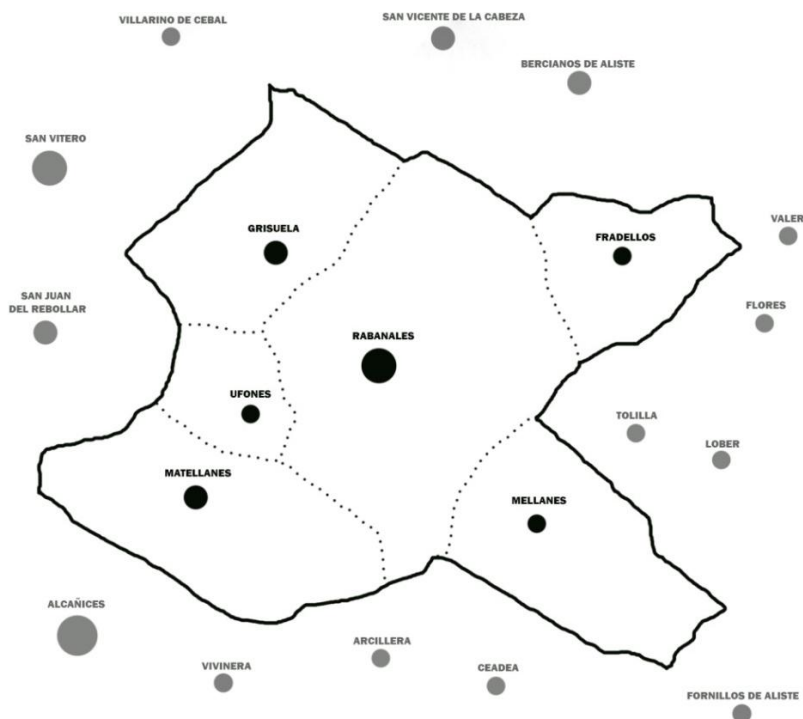 VILLARINO DE CEBAL
SAN VICENTE DE LA CABEZA
BERCIANOS DE ALISTE
SAN VITERO
VALER
GRISUELA
FRADELLOS
SAN JUAN
DEL REBOLLAR
FLORES
RABANALES
UFONES
TOLILLA
LOBER
MATELLANES
MELLANES
ALCAÑICES
ARCILLERA
VIVINERA
CEADEA
FORNILLOS DE ALISTE